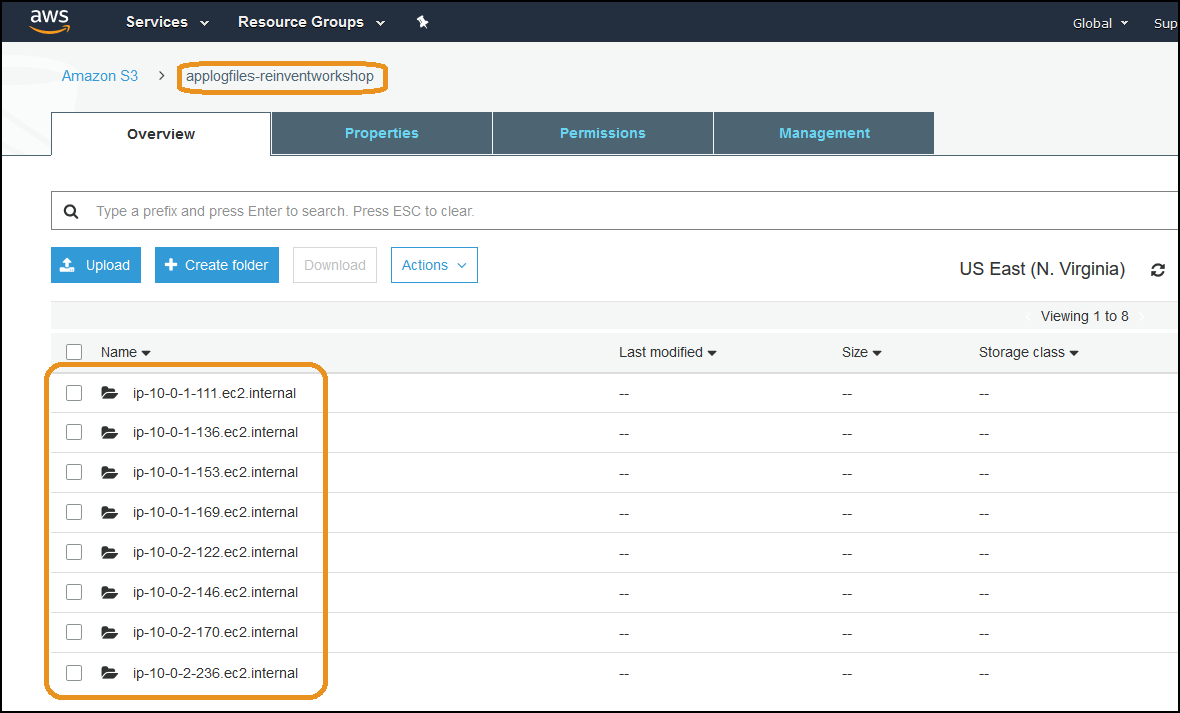 aws Services Resource Groups Global Sup
Amazon S3 > applogfiles-reinventworkshop
Overview Properties Permissions Management
Type a prefix and press Enter to search. Press ESC to clear.
Upload Create folder Download Actions US East (N. Virginia)
Viewing 1 to 8
Name Last modified Size Storage class
ip-10-0-1-111.ec2.internal -- -- --
ip-10-0-1-136.ec2.internal -- -- --
ip-10-0-1-153.ec2.internal -- -- --
ip-10-0-1-169.ec2.internal -- -- --
ip-10-0-2-122.ec2.internal -- -- --
ip-10-0-2-146.ec2.internal -- -- --
ip-10-0-2-170.ec2.internal -- -- --
ip-10-0-2-236.ec2.internal -- -- --